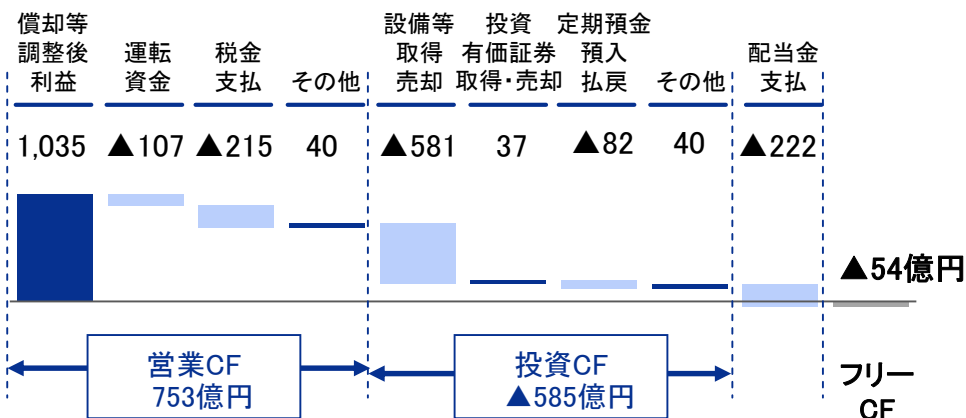 償却等
調整後
利益
運転
資金
税金
支払
その他
設備等
取得
売却
投資
有価証券
取得・売却
定期預金
預入
払戻
その他
配当金
支払
1,035
▲107
▲215
40
▲581
37
▲82
40
▲222
▲54億円
営業CF
753億円
投資CF
▲585億円
フリー
CF